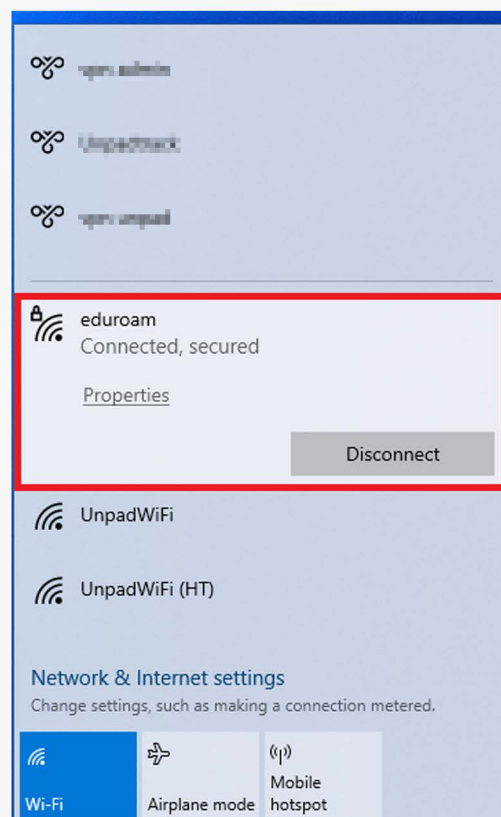 eduroam
Connected, secured
Properties
Disconnect
UnpadWiFi
UnpadWiFi (HT)
Network & Internet settings
Change settings, such as making a connection metered.
Wi-Fi
Airplane mode
Mobile
hotspot